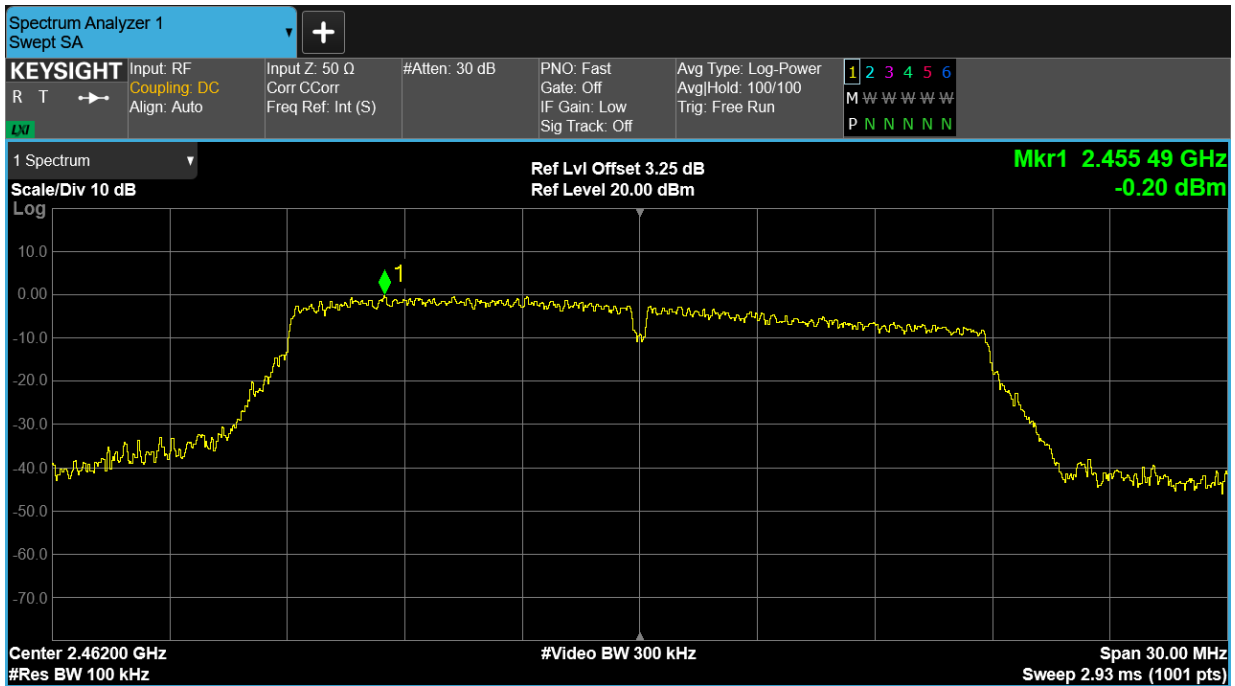 Spectrum Analyzer 1
Swept SA
KEYSIGHT
R T
LXI
Input: RF
Coupling: DC
Align: Auto
Input Z: 50 Ω
Corr CCorr
Freq Ref: Int (S)
#Atten: 30 dB
PNO: Fast
Gate: Off
IF Gain: Low
Sig Track: Off
Avg Type: Log-Power
Avg|Hold: 100/100
Trig: Free Run
1 2 3 4 5 6
M W W W W W
P N N N N N
1 Spectrum
Scale/Div 10 dB
Log
Ref Lvl Offset 3.25 dB
Ref Level 20.00 dBm
Mkr1 2.455 49 GHz
-0.20 dBm
1
10.0
0.00
-10.0
-20.0
-30.0
-40.0
-50.0
-60.0
-70.0
Center 2.46200 GHz
#Res BW 100 kHz
#Video BW 300 kHz
Span 30.00 MHz
Sweep 2.93 ms (1001 pts)